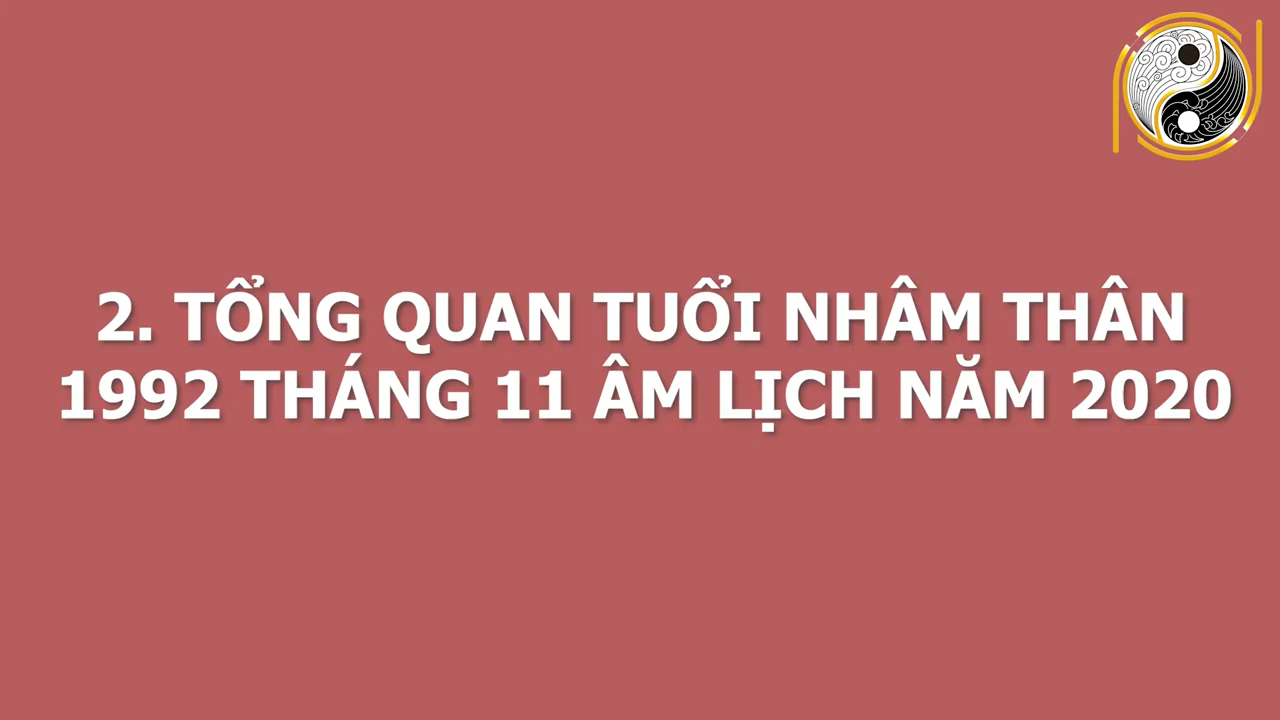 2. TỔNG QUAN TUỔI NHÂM THÂN
1992 THÁNG 11 ÂM LỊCH NĂM 2020